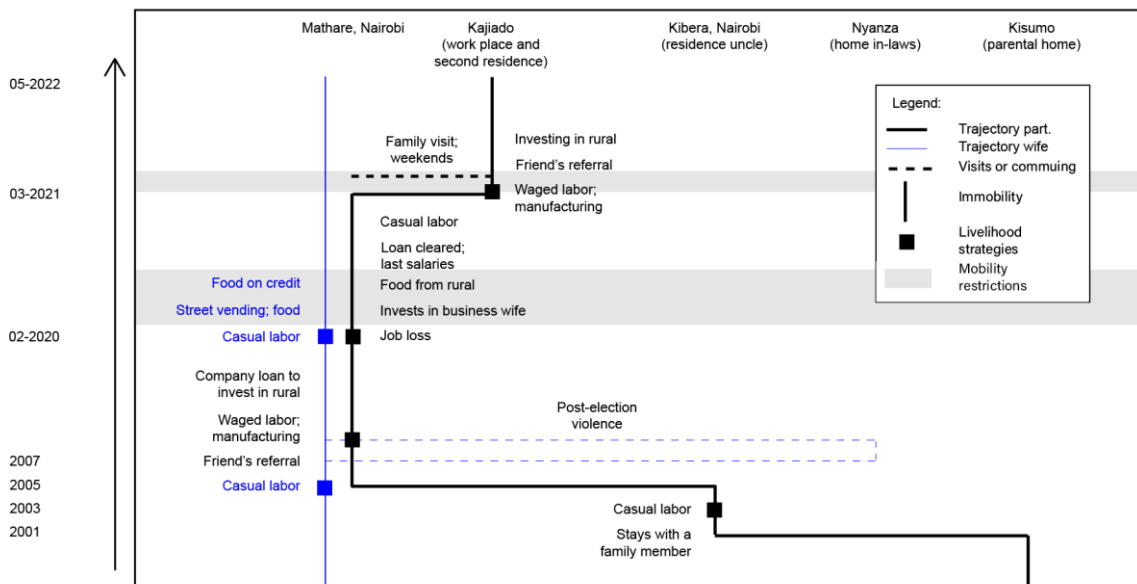 Mathare, Nairobi
Kajiado
(work place and
second residence)
Kibera, Nairobi
(residence uncle)
Nyanza
(home in-laws)
Kisumo
(parental home)
05-2022
Legend:
Trajectory part.
Trajectory wife
Visits or commuing
Immobility
Livelihood
strategies
Mobility
restrictions
Family visit;
weekends
Investing in rural
Friend's referral
Waged labor;
manufacturing
03-2021
Casual labor
Loan cleared;
last salaries
Food on credit
Food from rural
Street vending; food
Invests in business wife
02-2020
Casual labor
Job loss
Company loan to
invest in rural
Waged labor;
manufacturing
Post-election
violence
2007
Friend's referral
2005
Casual labor
2003
Casual labor
2001
Stays with a
family member